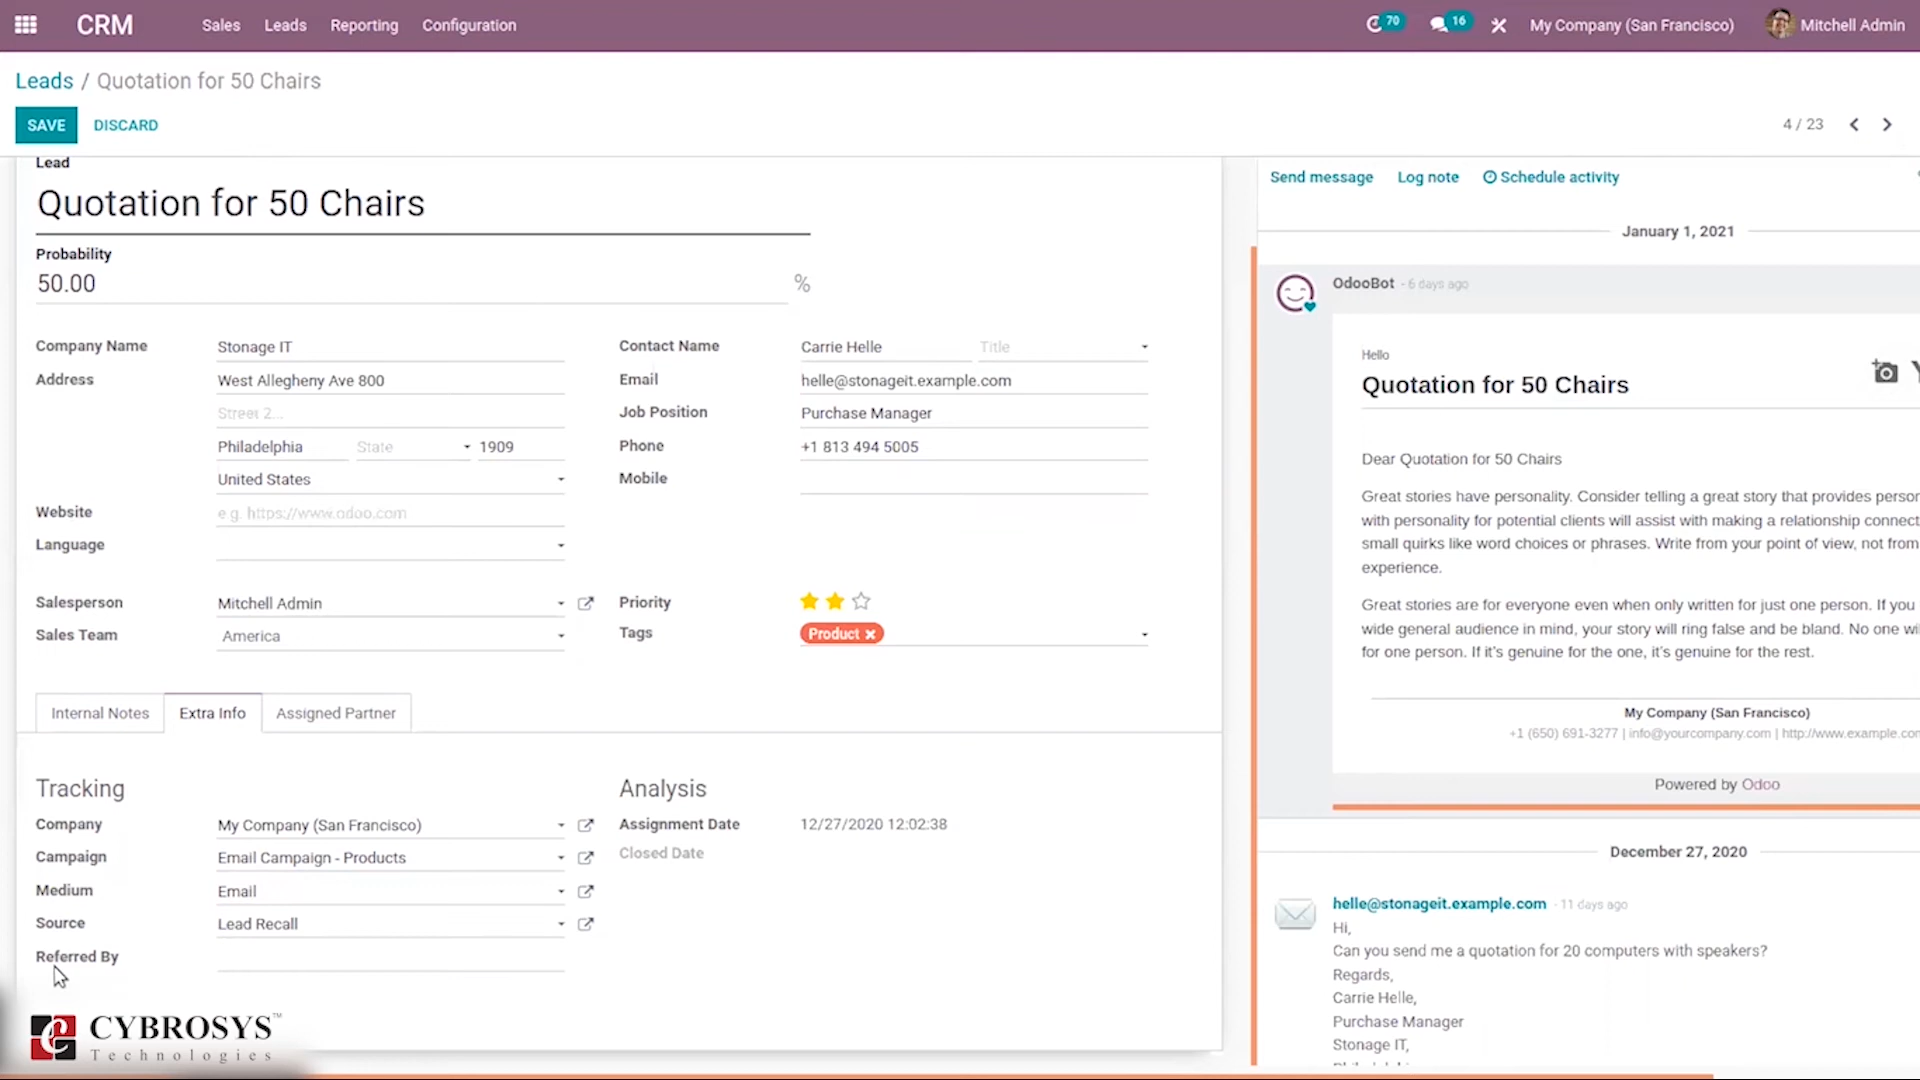 CRM Sales Leads Reporting Configuration 70 16 My Company (San Francisco) Mitchell Admin
Leads / Quotation for 50 Chairs
SAVE DISCARD 4 / 23
Lead
Quotation for 50 Chairs
Probability
50.00 %
Company Name Stonage IT
Address West Allegheny Ave 800
Street 2...
Philadelphia State 1909
United States
Website e.g. https://www.odoo.com
Language
Contact Name Carrie Helle Title
Email helle@stonageit.example.com
Job Position Purchase Manager
Phone +1 813 494 5005
Mobile
Salesperson Mitchell Admin
Sales Team America
Priority
Tags Product
Internal Notes Extra Info Assigned Partner
Tracking
Company My Company (San Francisco)
Campaign Email Campaign - Products
Medium Email
Source Lead Recall
Referred By
Analysis
Assignment Date 12/27/2020 12:02:38
Closed Date
CYBROSYS™
Technologies
Send message Log note Schedule activity
January 1, 2021
OdooBot - 6 days ago
Hello
Quotation for 50 Chairs
Dear Quotation for 50 Chairs
Great stories have personality. Consider telling a great story that provides person
with personality for potential clients will assist with making a relationship connect
small quirks like word choices or phrases. Write from your point of view, not from
experience.
Great stories are for everyone even when only written for just one person. If you
wide general audience in mind, your story will ring false and be bland. No one wi
for one person. If it's genuine for the one, it's genuine for the rest.
My Company (San Francisco)
+1 (650) 691-3277 | info@yourcompany.com | http://www.example.con
Powered by Odoo
December 27, 2020
helle@stonageit.example.com - 11 days ago
Hi,
Can you send me a quotation for 20 computers with speakers?
Regards,
Carrie Helle,
Purchase Manager
Stonage IT,